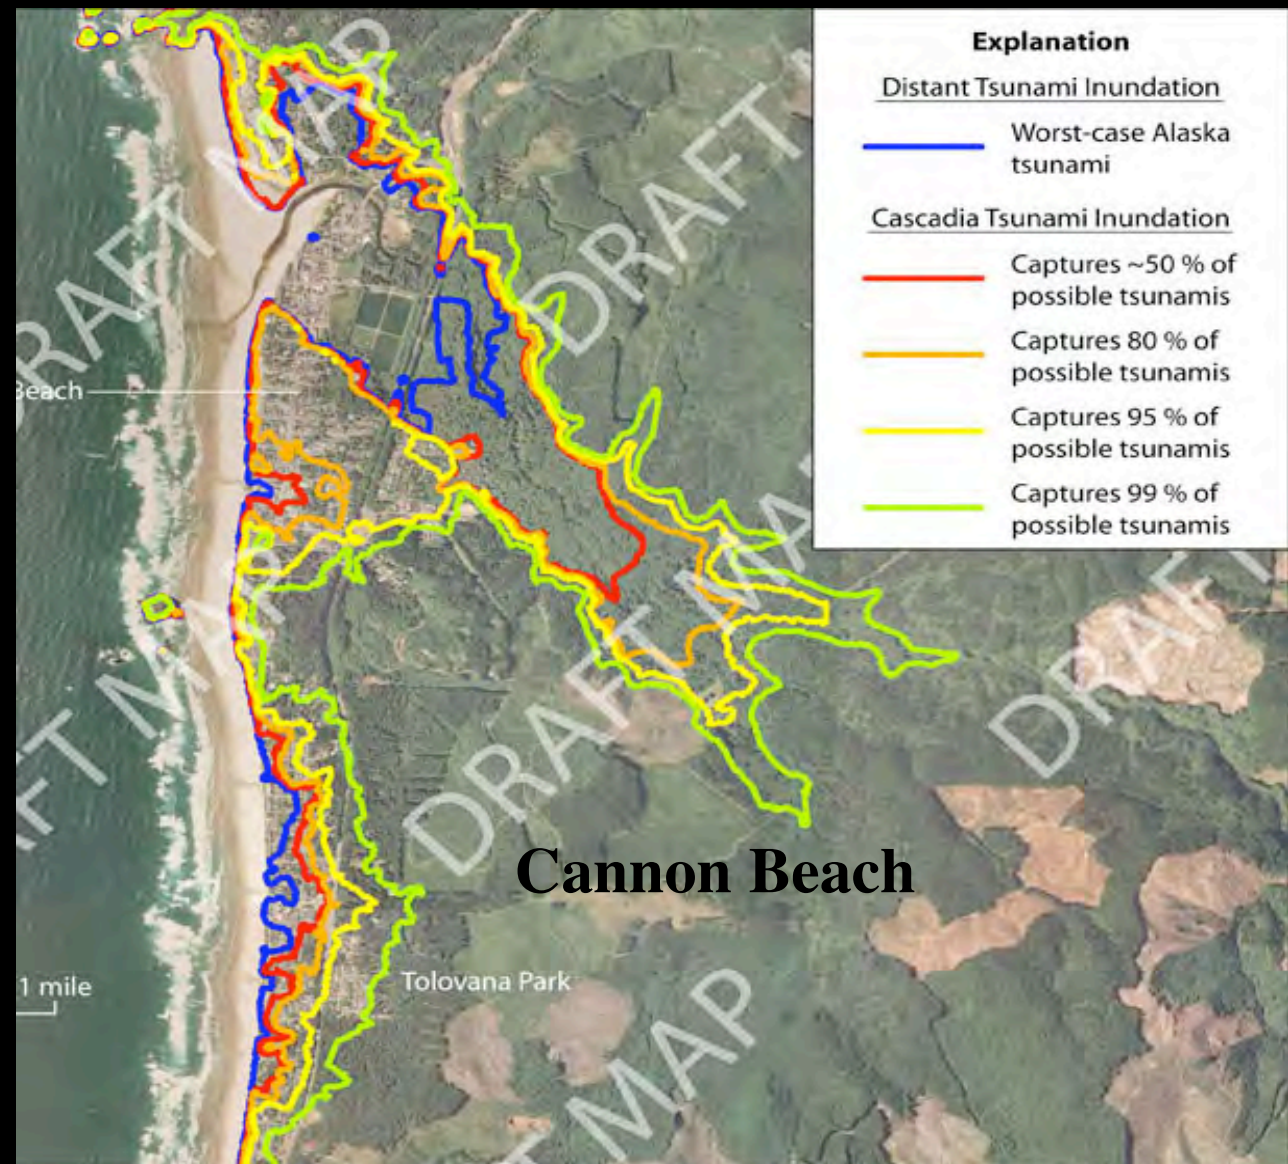 Explanation
Distant Tsunami Inundation
Worst-case Alaska
tsunami
Cascadia Tsunami Inundation
Captures ~50 % of
possible tsunamis
Captures 80 % of
possible tsunamis
Captures 95 % of
possible tsunamis
Captures 99 % of
possible tsunamis
DRAFT MAP
DRAFT MAP
Beach
DRAFT MAP
DRAFT
Cannon Beach
Tolovana Park
1 mile
MAP